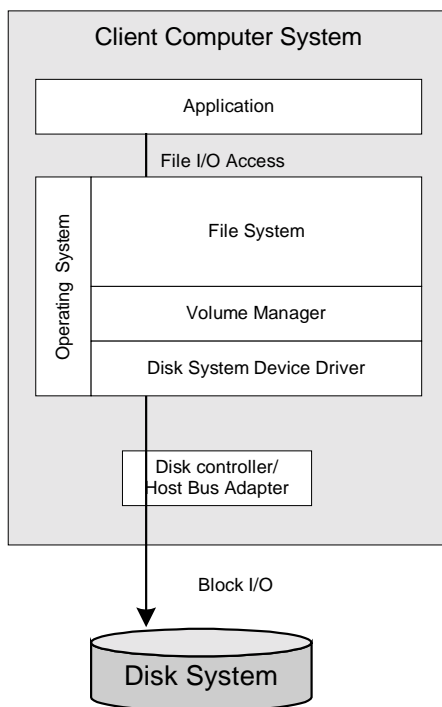 Client Computer System
Application
File I/O Access
Operating System
File System
Volume Manager
Disk System Device Driver
Disk controller/
Host Bus Adapter
Block I/O
Disk System